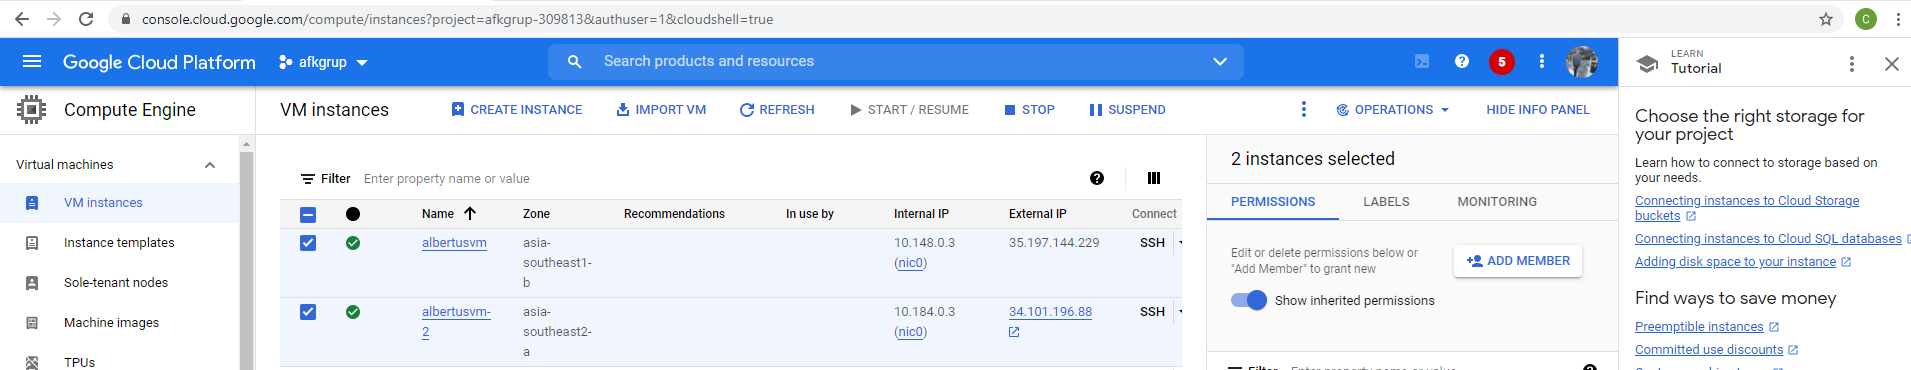 console.cloud.google.com/compute/instances?project=afkgrup-309813&authuser=1&cloudshell=true
C
Google Cloud Platform
afkgrup
Search products and resources
5
LEARN
Tutorial
Compute Engine
VM instances
CREATE INSTANCE
IMPORT VM
REFRESH
START / RESUME
STOP
SUSPEND
OPERATIONS
HIDE INFO PANEL
Virtual machines
VM instances
Instance templates
Sole-tenant nodes
Machine images
TPUs
Filter Enter property name or value
Name Zone Recommendations In use by Internal IP External IP Connect
albertusvm asia- 10.148.0.3 35.197.144.229 SSH
southeast1- (nic0)
b
albertusvm- asia- 10.184.0.3 34.101.196.88 SSH
2 southeast2- (nic0)
a
2 instances selected
PERMISSIONS LABELS MONITORING
Edit or delete permissions below or
"Add Member" to grant new
ADD MEMBER
Show inherited permissions
Filter Enter property name or value
Choose the right storage for
your project
Learn how to connect to storage based on
your needs.
Connecting instances to Cloud Storage
buckets
Connecting instances to Cloud SQL databases
Adding disk space to your instance
Find ways to save money
Preemptible instances
Committed use discounts